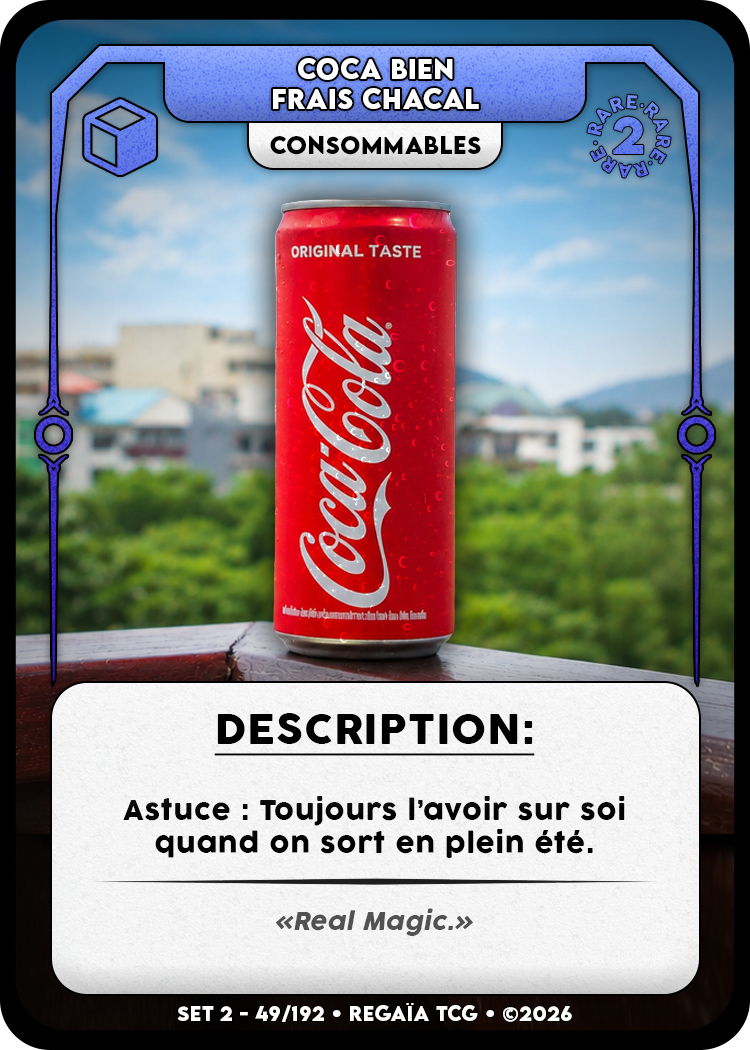 COCA BIEN
FRAIS CHACAL
CONSOMMABLES
RARE•RARE•RARE•RARE•
2
ORIGINAL TASTE
Coca-Cola®
DESCRIPTION:
Astuce : Toujours l’avoir sur soi
quand on sort en plein été.
«Real Magic.»
SET 2 - 49/192 • REGAÏA TCG • ©2026